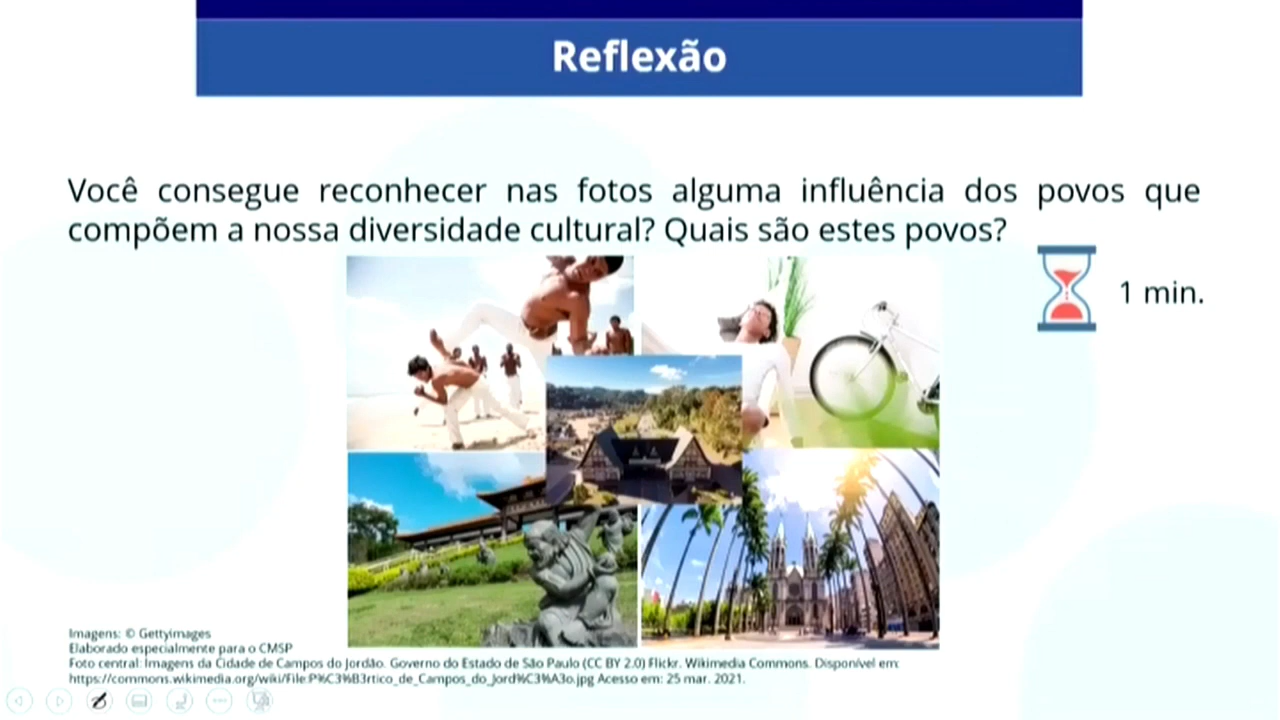 Reflexão
Você consegue reconhecer nas fotos alguma influência dos povos que
compõem a nossa diversidade cultural? Quais são estes povos?
1 min.
Imagens: © Gettyimages
Elaborado especialmente para o CMSP
Foto central: Imagens da Cidade de Campos do Jordão. Governo do Estado de São Paulo (CC BY 2.0) Flickr. Wikimedia Commons. Disponível em:
https://commons.wikimedia.org/wiki/File:P%C3%B3rtico_de_Campos_do_Jord%C3%A3o.jpg Acesso em: 25 mar. 2021.